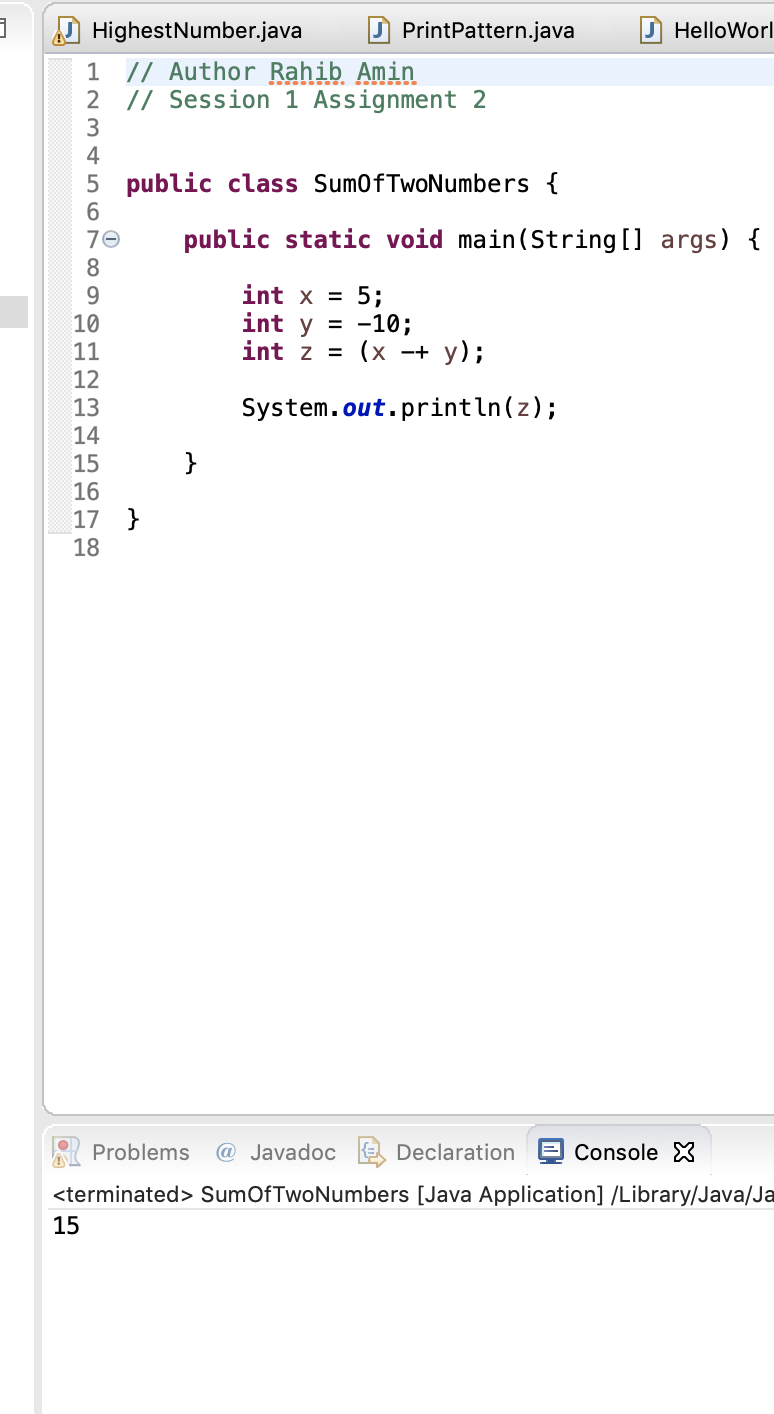 HighestNumber.java PrintPattern.java HelloWorl
1 // Author Rahib Amin
2 // Session 1 Assignment 2
3
4
5 public class SumOfTwoNumbers {
6
7 public static void main(String[] args) {
8
9 int x = 5;
10 int y = -10;
11 int z = (x -+ y);
12
13 System.out.println(z);
14
15 }
16
17 }
18
Problems @ Javadoc Declaration Console
<terminated> SumOfTwoNumbers [Java Application] /Library/Java/Ja
15